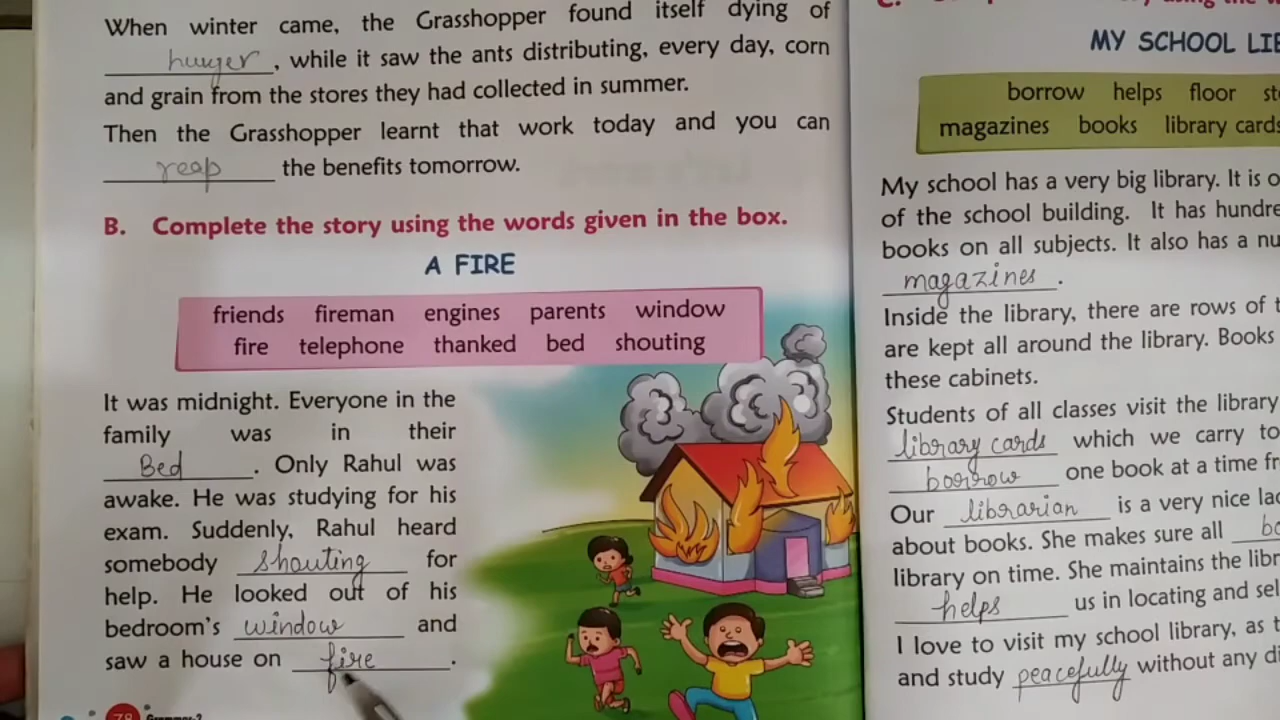 When winter came, the Grasshopper found itself dying of
hunger, while it saw the ants distributing, every day, corn
and grain from the stores they had collected in summer.
Then the Grasshopper learnt that work today and you can
reap the benefits tomorrow.
B. Complete the story using the words given in the box.
A FIRE
friends fireman engines parents window
fire telephone thanked bed shouting
It was midnight. Everyone in the
family was in their
Bed. Only Rahul was
awake. He was studying for his
exam. Suddenly, Rahul heard
somebody shouting for
help. He looked out of his
bedroom's window and
saw a house on fire.
78 Grammar-2
MY SCHOOL
borrow helps floor
magazines books library cards
My school has a very big library. It is
of the school building. It has
books on all subjects. It also has a
magazines.
Inside the library, there are rows of
are kept all around the library. Books
these cabinets.
Students of all classes visit the library
library cards which we carry to
borrow one book at a time
Our librarian is a very nice
about books. She makes sure all
library on time. She maintains the
helps us in locating and
I love to visit my school library, as
and study peacefully without any